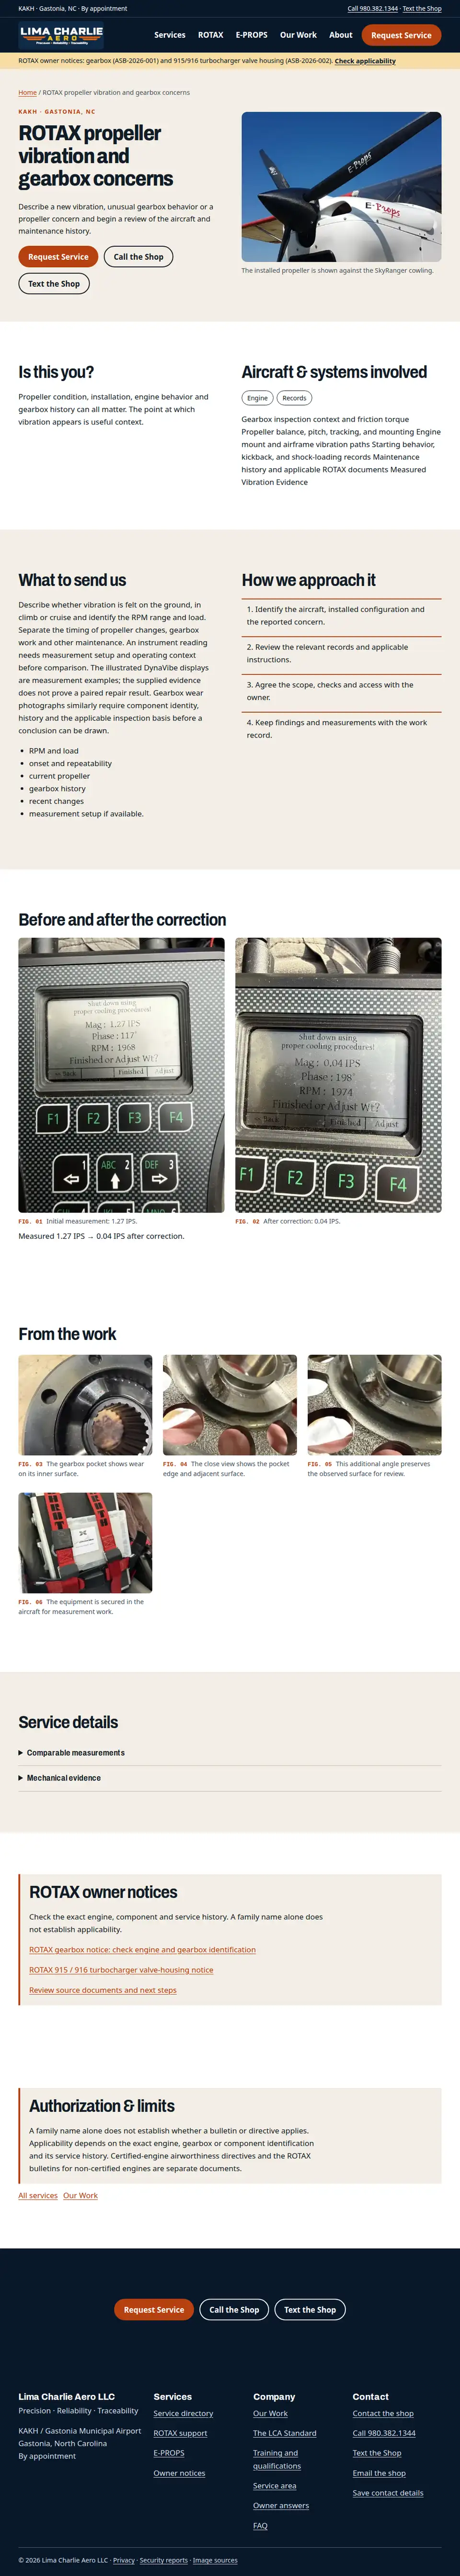 KAKH · Gastonia, NC · By appointment
Call 980.382.1344 · Text the Shop
LIMA CHARLIE
AERO
Precision · Reliability · Traceability
Services ROTAX E-PROPS Our Work About Request Service
ROTAX owner notices: gearbox (ASB-2026-001) and 915/916 turbocharger valve housing (ASB-2026-002). Check applicability
Home / ROTAX propeller vibration and gearbox concerns
KAKH · GASTONIA, NC
ROTAX propeller
vibration and
gearbox concerns
Describe a new vibration, unusual gearbox behavior or a
propeller concern and begin a review of the aircraft and
maintenance history.
Request Service
Call the Shop
Text the Shop
E-PROPS
E-Props
The installed propeller is shown against the SkyRanger cowling.
Is this you?
Propeller condition, installation, engine behavior and
gearbox history can all matter. The point at which
vibration appears is useful context.
Aircraft & systems involved
Engine
Records
Gearbox inspection context and friction torque
Propeller balance, pitch, tracking, and mounting Engine
mount and airframe vibration paths Starting behavior,
kickback, and shock-loading records Maintenance
history and applicable ROTAX documents Measured
Vibration Evidence
What to send us
Describe whether vibration is felt on the ground, in
climb or cruise and identify the RPM range and load.
Separate the timing of propeller changes, gearbox
work and other maintenance. An instrument reading
needs measurement setup and operating context
before comparison. The illustrated DynaVibe displays
are measurement examples; the supplied evidence
does not prove a paired repair result. Gearbox wear
photographs similarly require component identity,
history and the applicable inspection basis before a
conclusion can be drawn.
RPM and load
onset and repeatability
current propeller
gearbox history
recent changes
measurement setup if available.
How we approach it
1. Identify the aircraft, installed configuration and
the reported concern.
2. Review the relevant records and applicable
instructions.
3. Agree the scope, checks and access with the
owner.
4. Keep findings and measurements with the work
record.
Before and after the correction
Shut down using
proper cooling procedures!
Mag: 1.27 IPS
Phase: 117°
RPM: 1968
Finished or Adjust Wt?
Back Finished Adjust
F1 F2 F3 F4
1 2 ABC 3 DEF
Shut down using
proper cooling procedures!
Mag: 0.04 IPS
Phase: 198°
RPM: 1974
Finished or Adjust Wt?
Back Finished Adjust
F1 F2 F3 F4
FIG. 01 Initial measurement: 1.27 IPS.
FIG. 02 After correction: 0.04 IPS.
Measured 1.27 IPS → 0.04 IPS after correction.
From the work
FIG. 03 The gearbox pocket shows wear
on its inner surface.
FIG. 04 The close view shows the pocket
edge and adjacent surface.
FIG. 05 This additional angle preserves
the observed surface for review.
FIG. 06 The equipment is secured in the
aircraft for measurement work.
Service details
Comparable measurements
Mechanical evidence
ROTAX owner notices
Check the exact engine, component and service history. A family name alone does
not establish applicability.
ROTAX gearbox notice: check engine and gearbox identification
ROTAX 915 / 916 turbocharger valve-housing notice
Review source documents and next steps
Authorization & limits
A family name alone does not establish whether a bulletin or directive applies.
Applicability depends on the exact engine, gearbox or component identification
and its service history. Certified-engine airworthiness directives and the ROTAX
bulletins for non-certified engines are separate documents.
All services Our Work
Request Service
Call the Shop
Text the Shop
Lima Charlie Aero LLC
Precision · Reliability · Traceability
KAKH / Gastonia Municipal Airport
Gastonia, North Carolina
By appointment
Services
Service directory
ROTAX support
E-PROPS
Owner notices
Company
Our Work
The LCA Standard
Training and
qualifications
Service area
Owner answers
FAQ
Contact
Contact the shop
Call 980.382.1344
Text the Shop
Email the shop
Save contact details
© 2026 Lima Charlie Aero LLC · Privacy · Security reports · Image sources